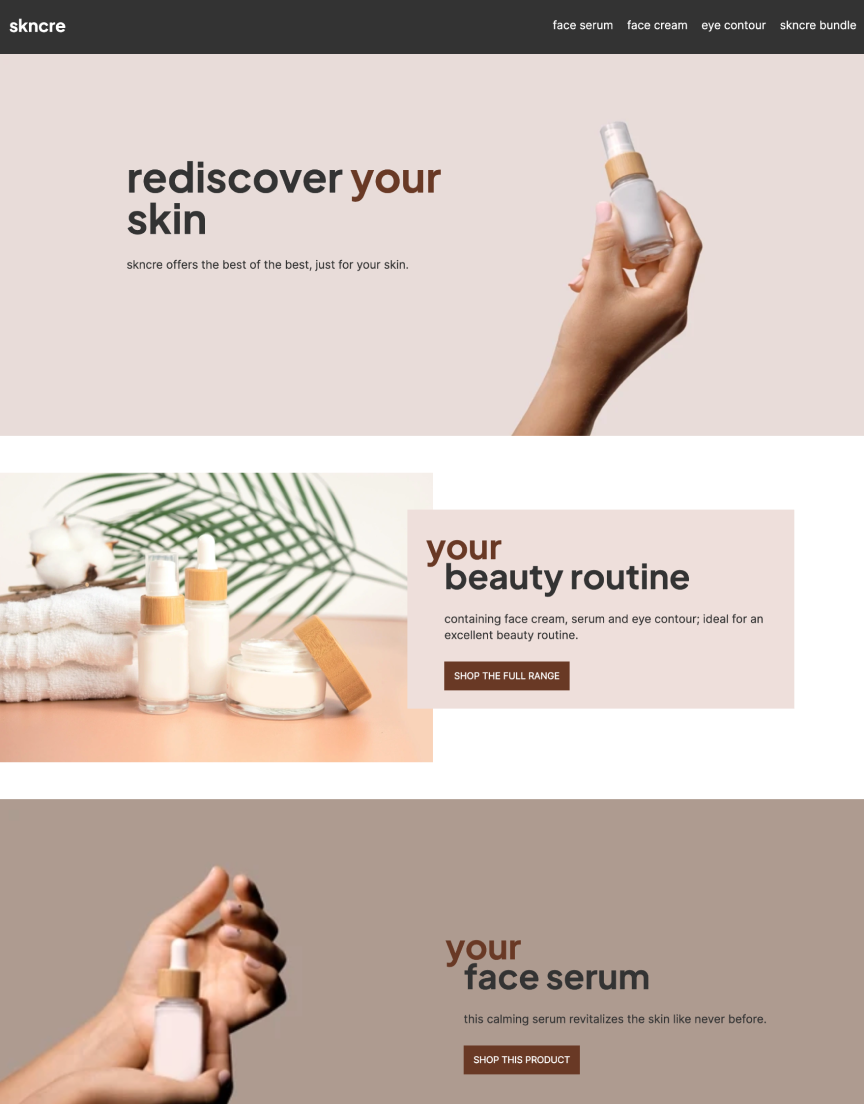 skncre
face serum face cream eye contour skncre bundle
rediscover your
skin
skncre offers the best of the best, just for your skin.
your
beauty routine
containing face cream, serum and eye contour; ideal for an
excellent beauty routine.
SHOP THE FULL RANGE
your
face serum
this calming serum revitalizes the skin like never before.
SHOP THIS PRODUCT